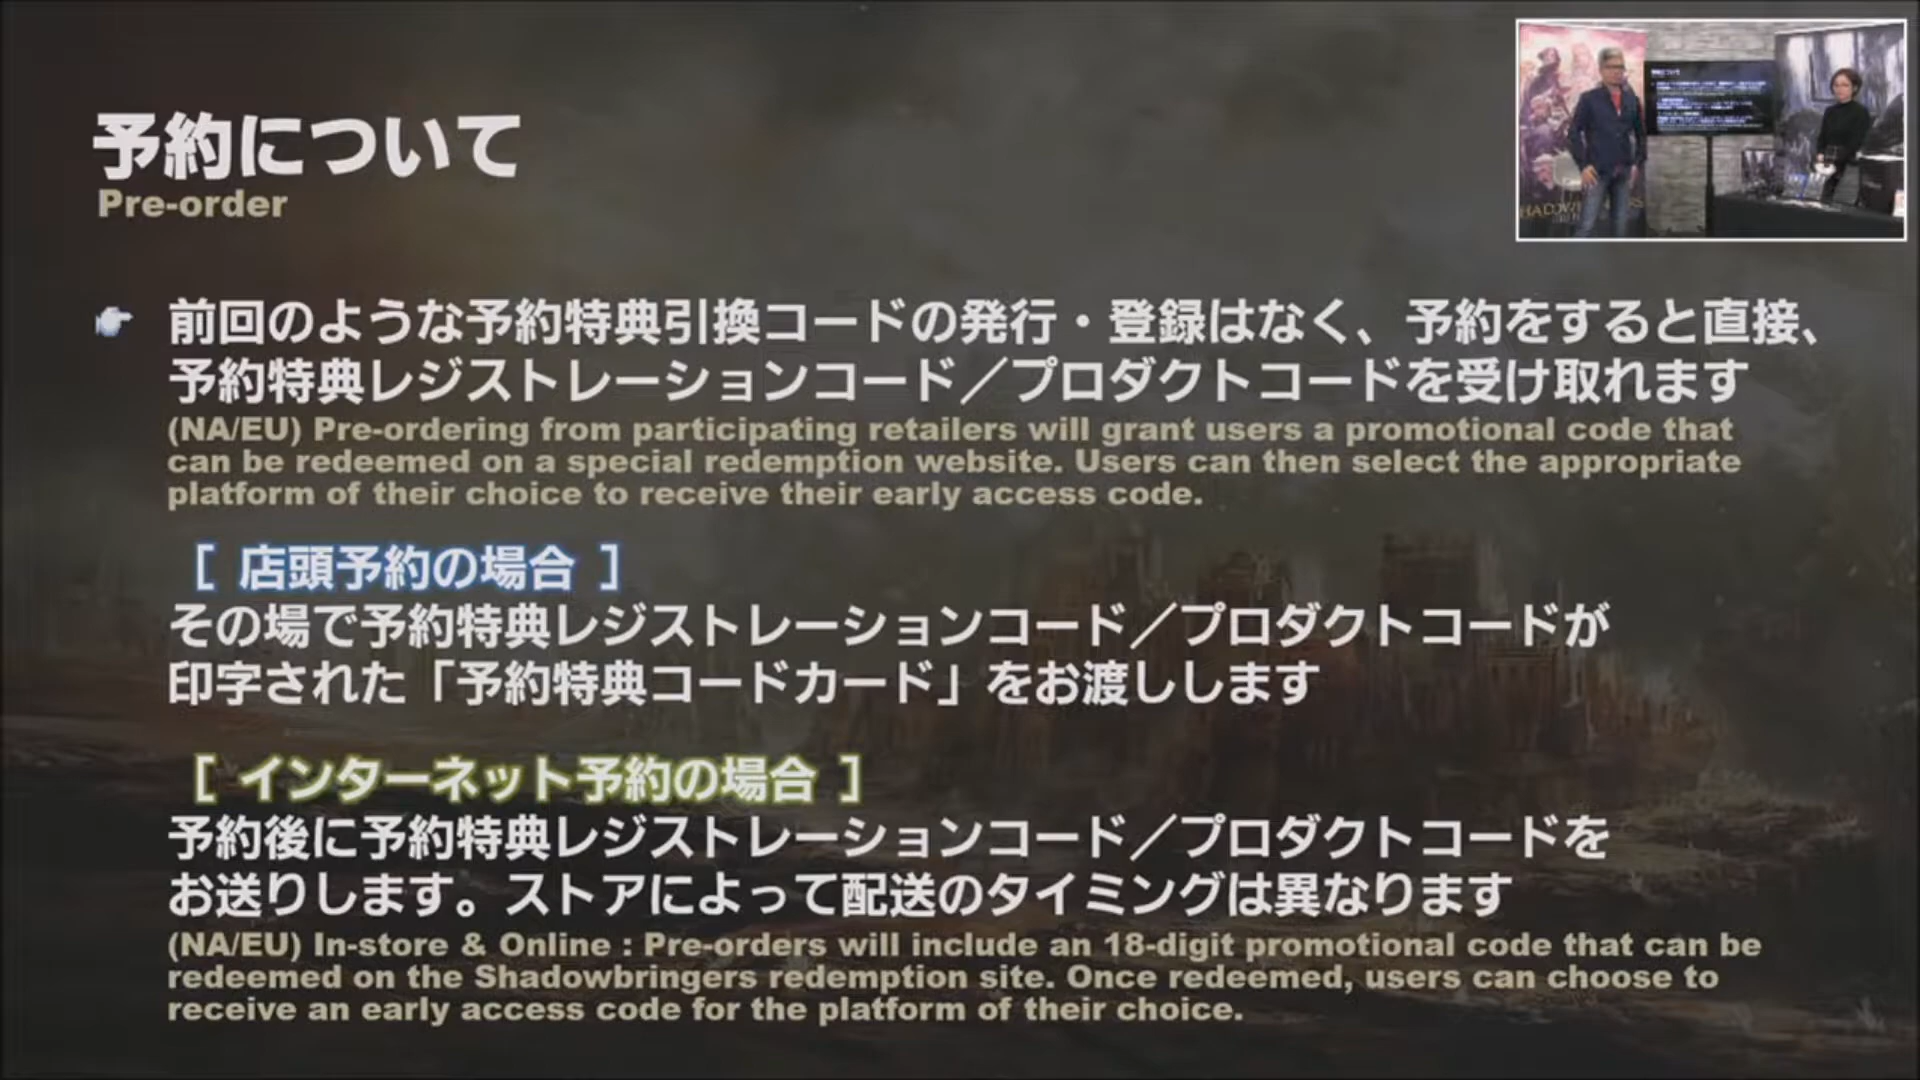 予約について
Pre-order
前回のような予約特典引換コードの発行・登録はなく、予約をすると直接、
予約特典レジストレーションコード／プロダクトコードを受け取れます
(NA/EU) Pre-ordering from participating retailers will grant users a promotional code that
can be redeemed on a special redemption website. Users can then select the appropriate
platform of their choice to receive their early access code.
［ 店頭予約の場合 ］
その場で予約特典レジストレーションコード／プロダクトコードが
印字された「予約特典コードカード」をお渡しします
［ インターネット予約の場合 ］
予約後に予約特典レジストレーションコード／プロダクトコードを
お送りします。ストアによって配送のタイミングは異なります
(NA/EU) In-store & Online : Pre-orders will include an 18-digit promotional code that can be
redeemed on the Shadowbringers redemption site. Once redeemed, users can choose to
receive an early access code for the platform of their choice.